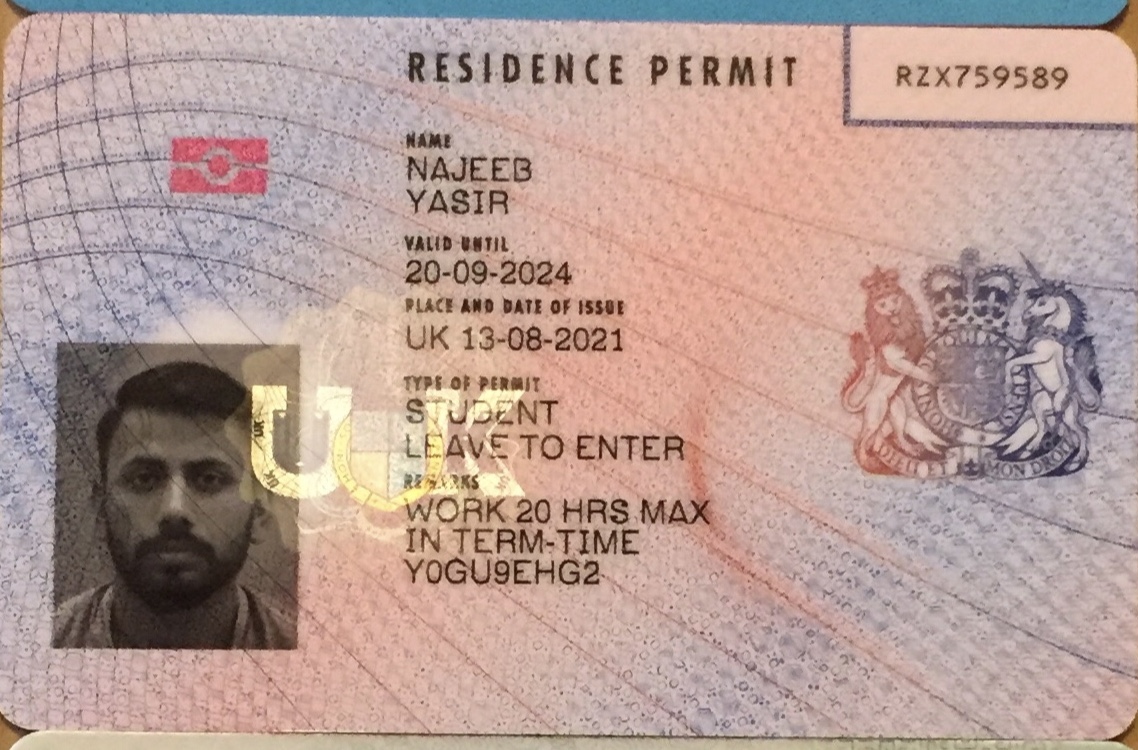 RESIDENCE PERMIT
RZX759589
NAME
NAJEEB
YASIR
VALID UNTIL
20-09-2024
PLACE AND DATE OF ISSUE
UK 13-08-2021
TYPE OF PERMIT
STUDENT
LEAVE TO ENTER
REMARKS
WORK 20 HRS MAX
IN TERM-TIME
Y0GU9EHG2
UK
DIEU ET MON DROIT